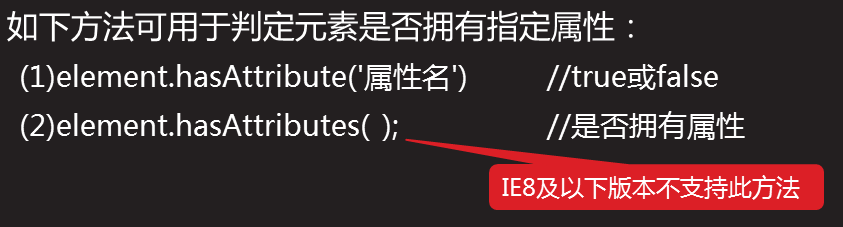 如下方法可用于判定元素是否拥有指定属性：
(1)element.hasAttribute('属性名') //true或false
(2)element.hasAttributes( ); //是否拥有属性
IE8及以下版本不支持此方法